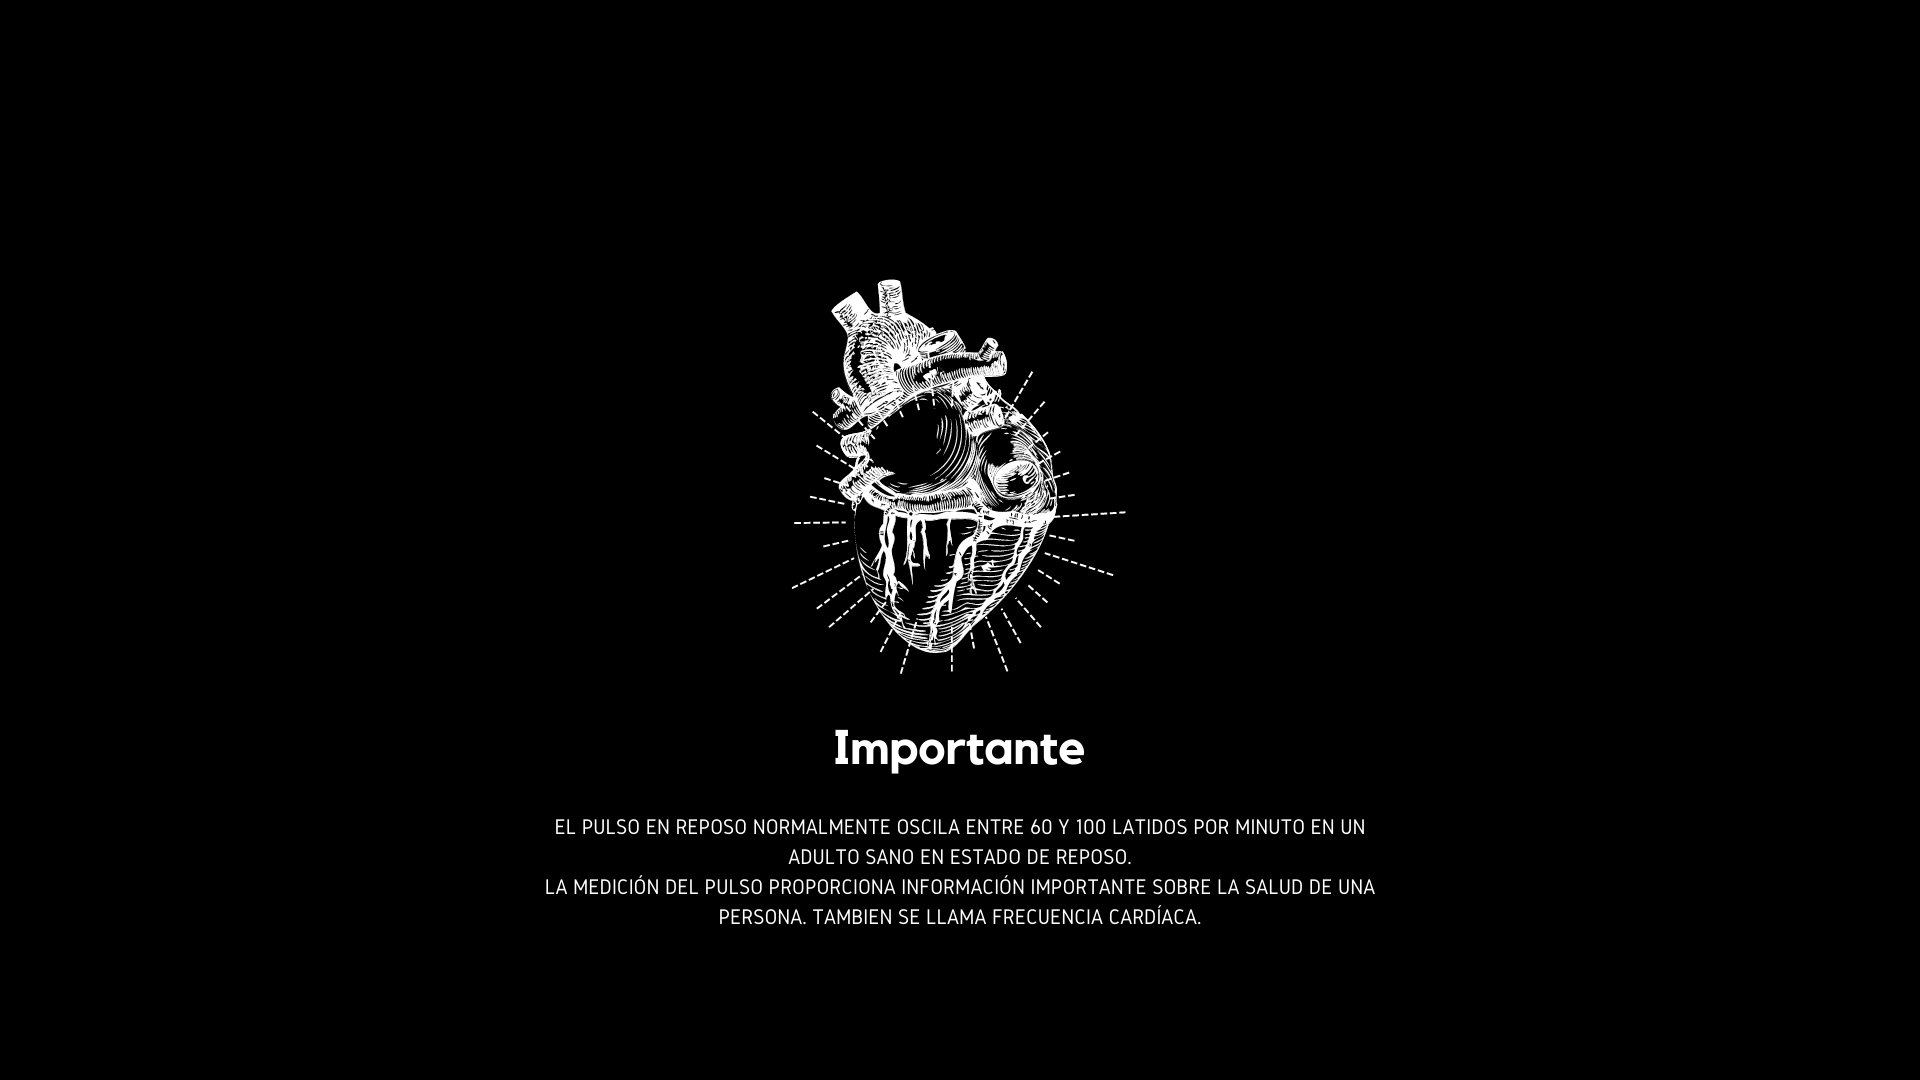 Importante
EL PULSO EN REPOSO NORMALMENTE OSCILA ENTRE 60 Y 100 LATIDOS POR MINUTO EN UN
ADULTO SANO EN ESTADO DE REPOSO.
LA MEDICIÓN DEL PULSO PROPORCIONA INFORMACIÓN IMPORTANTE SOBRE LA SALUD DE UNA
PERSONA. TAMBIEN SE LLAMA FRECUENCIA CARDÍACA.